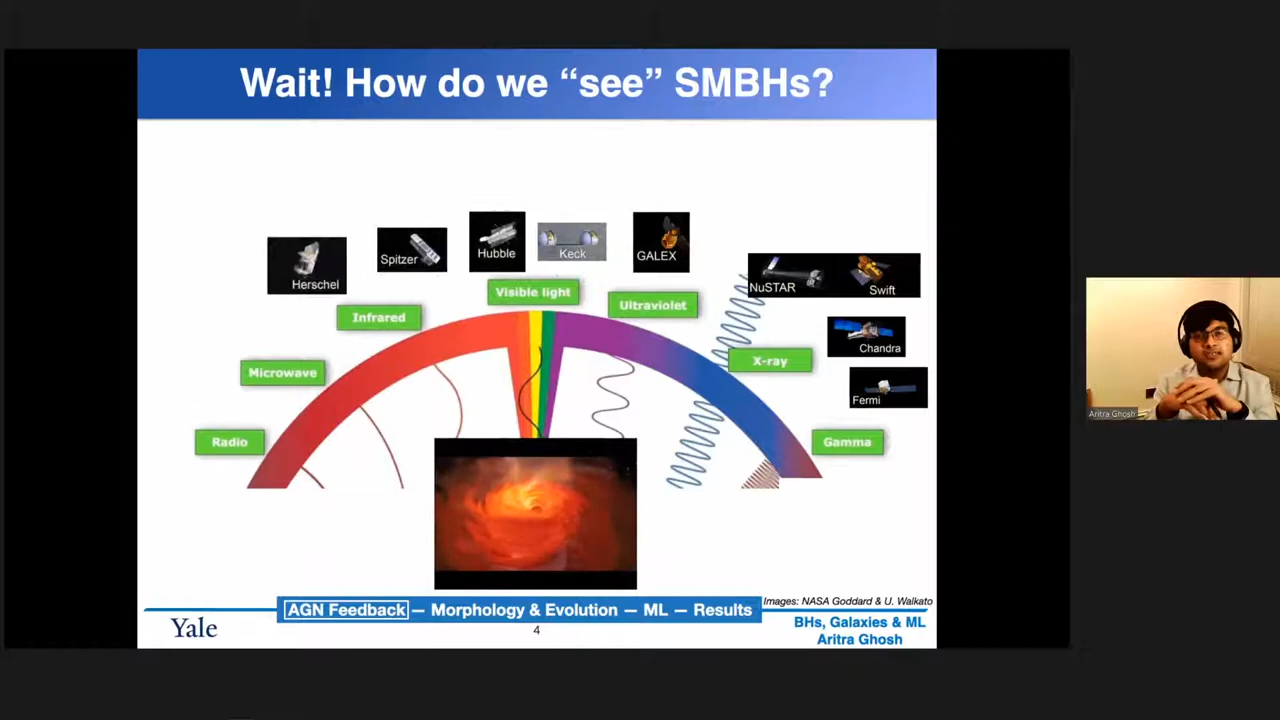 Wait! How do we “see” SMBHs?
Herschel
Spitzer
Hubble
Keck
GALEX
NuSTAR
Swift
Chandra
Fermi
Radio
Microwave
Infrared
Visible light
Ultraviolet
X-ray
Gamma
Images: NASA Goddard & U. Waikato
AGN Feedback — Morphology & Evolution — ML — Results
Yale
4
BHs, Galaxies & ML
Aritra Ghosh
Aritra Ghosh